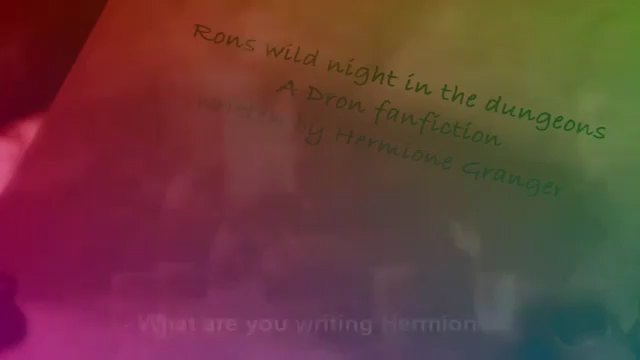 Rons wild night in the dungeons
A Dron fanfiction
written by Hermione Granger
- What are you writing Hermione